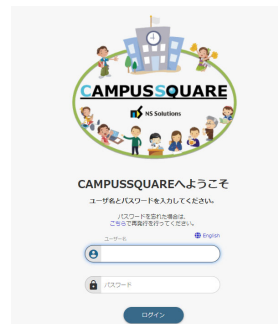 CAMPUSSQUARE
NS Solutions
CAMPUSSQUAREへようこそ
ユーザ名とパスワードを入力してください。
パスワードを忘れた場合は、
こちらで再発行を行ってください。
English
ユーザー名
パスワード
ログイン